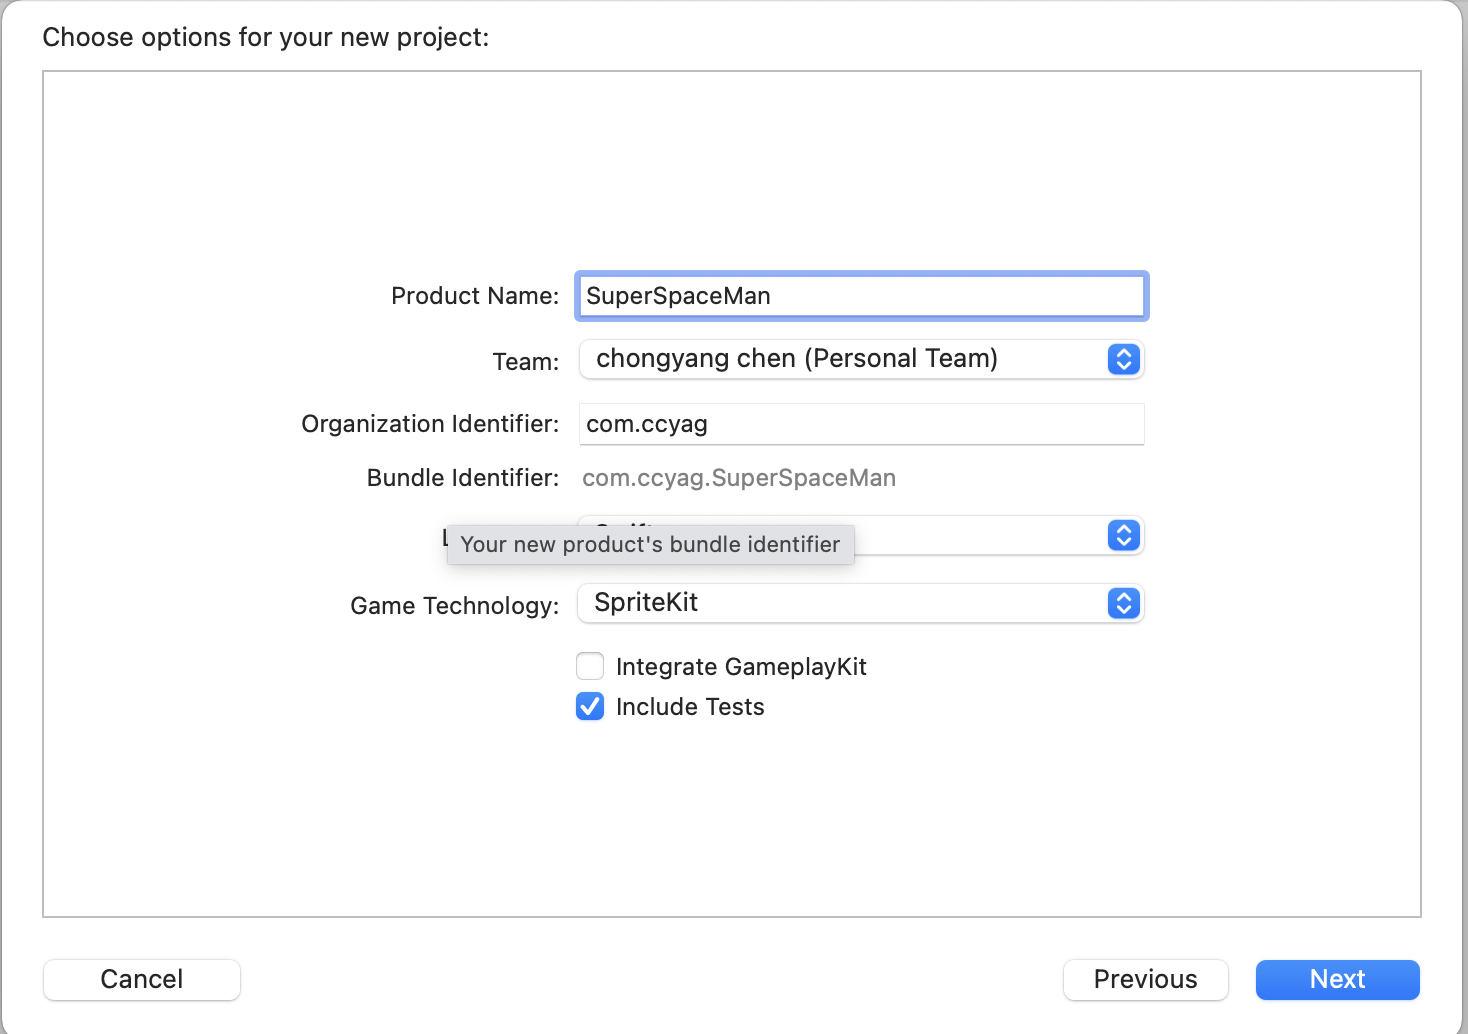 Choose options for your new project:
Product Name: SuperSpaceMan
Team: chongyang chen (Personal Team)
Organization Identifier: com.ccyag
Bundle Identifier: com.ccyag.SuperSpaceMan
Your new product's bundle identifier
Game Technology: SpriteKit
Integrate GameplayKit
Include Tests
Cancel Previous Next